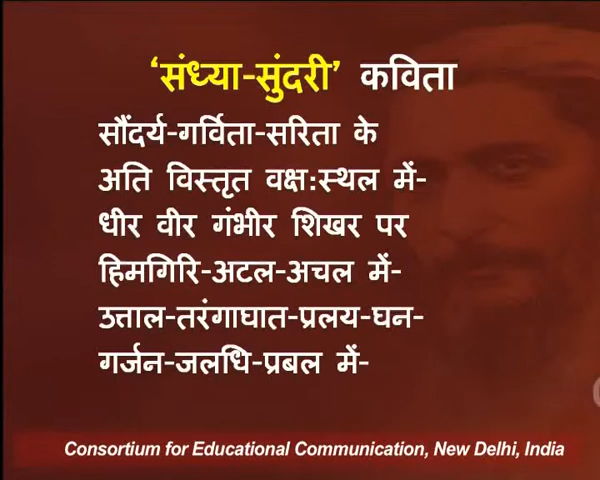 ‘संध्या-सुंदरी’ कविता
सौंदर्य-गर्विता-सरिता के
अति विस्तृत वक्षःस्थल में-
धीर वीर गंभीर शिखर पर
हिमगिरि-अटल-अचल में-
उत्ताल-तरंगाघात-प्रलय-घन-
गर्जन-जलधि-प्रबल में-
Consortium for Educational Communication, New Delhi, India